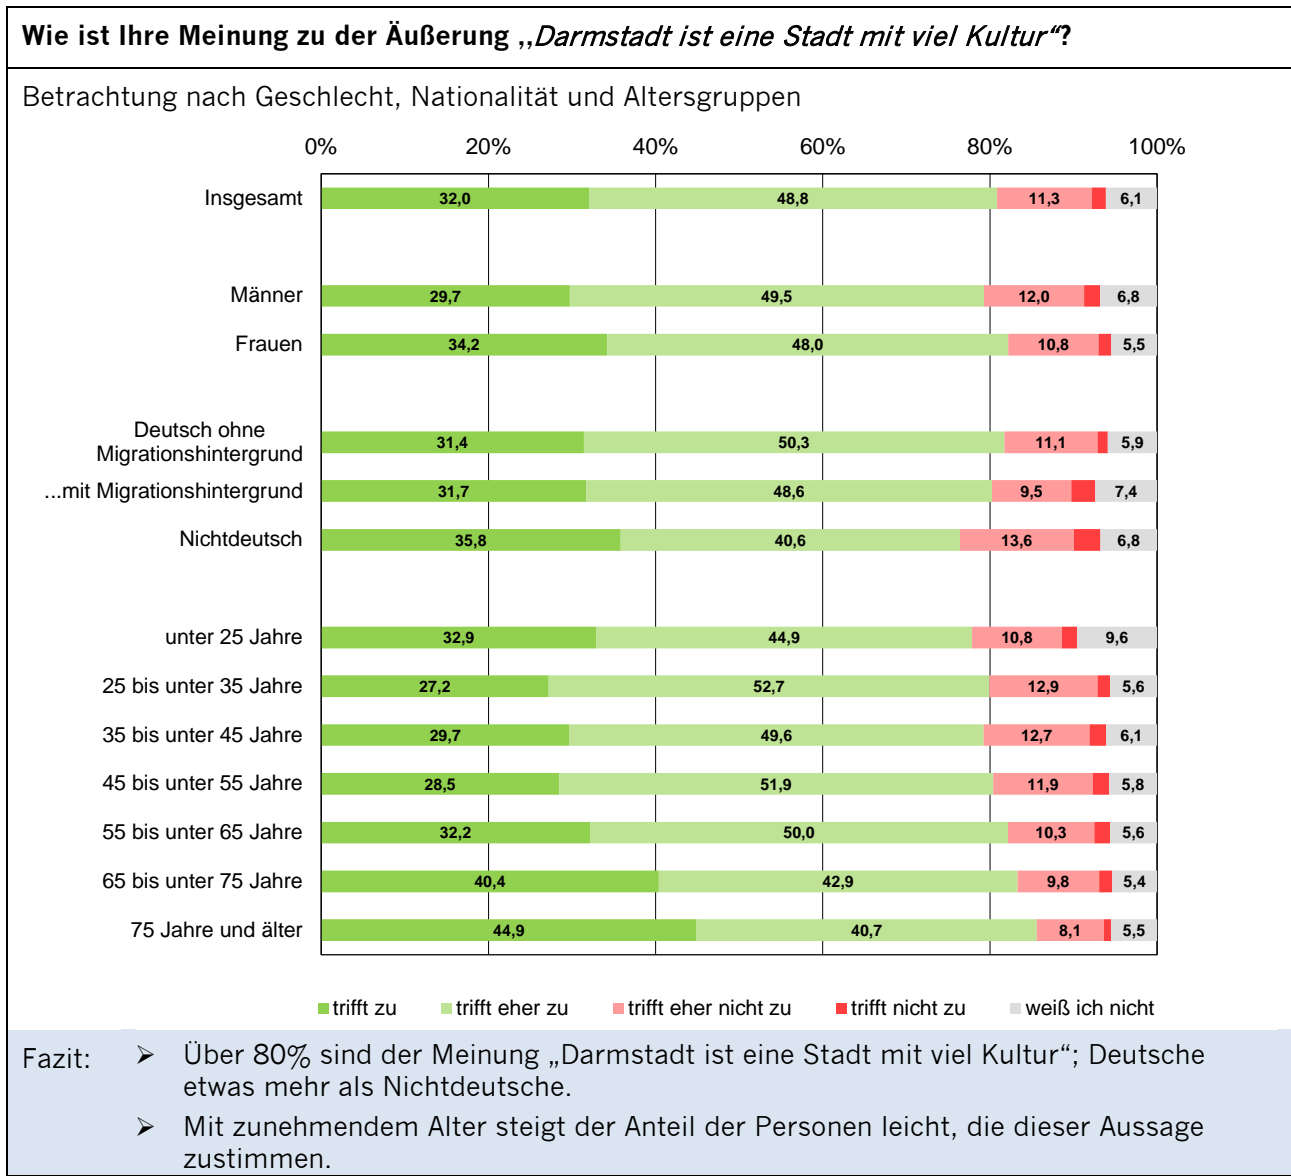 Wie ist Ihre Meinung zu der Äußerung ,,Darmstadt ist eine Stadt mit viel Kultur“?
Betrachtung nach Geschlecht, Nationalität und Altersgruppen
0% 20% 40% 60% 80% 100%
Insgesamt 32,0 48,8 11,3 6,1
Männer 29,7 49,5 12,0 6,8
Frauen 34,2 48,0 10,8 5,5
Deutsch ohne
Migrationshintergrund 31,4 50,3 11,1 5,9
...mit Migrationshintergrund 31,7 48,6 9,5 7,4
Nichtdeutsch 35,8 40,6 13,6 6,8
unter 25 Jahre 32,9 44,9 10,8 9,6
25 bis unter 35 Jahre 27,2 52,7 12,9 5,6
35 bis unter 45 Jahre 29,7 49,6 12,7 6,1
45 bis unter 55 Jahre 28,5 51,9 11,9 5,8
55 bis unter 65 Jahre 32,2 50,0 10,3 5,6
65 bis unter 75 Jahre 40,4 42,9 9,8 5,4
75 Jahre und älter 44,9 40,7 8,1 5,5
trifft zu trifft eher zu trifft eher nicht zu trifft nicht zu weiß ich nicht
Fazit: ➢ Über 80% sind der Meinung „Darmstadt ist eine Stadt mit viel Kultur“; Deutsche
etwas mehr als Nichtdeutsche.
➢ Mit zunehmendem Alter steigt der Anteil der Personen leicht, die dieser Aussage
zustimmen.